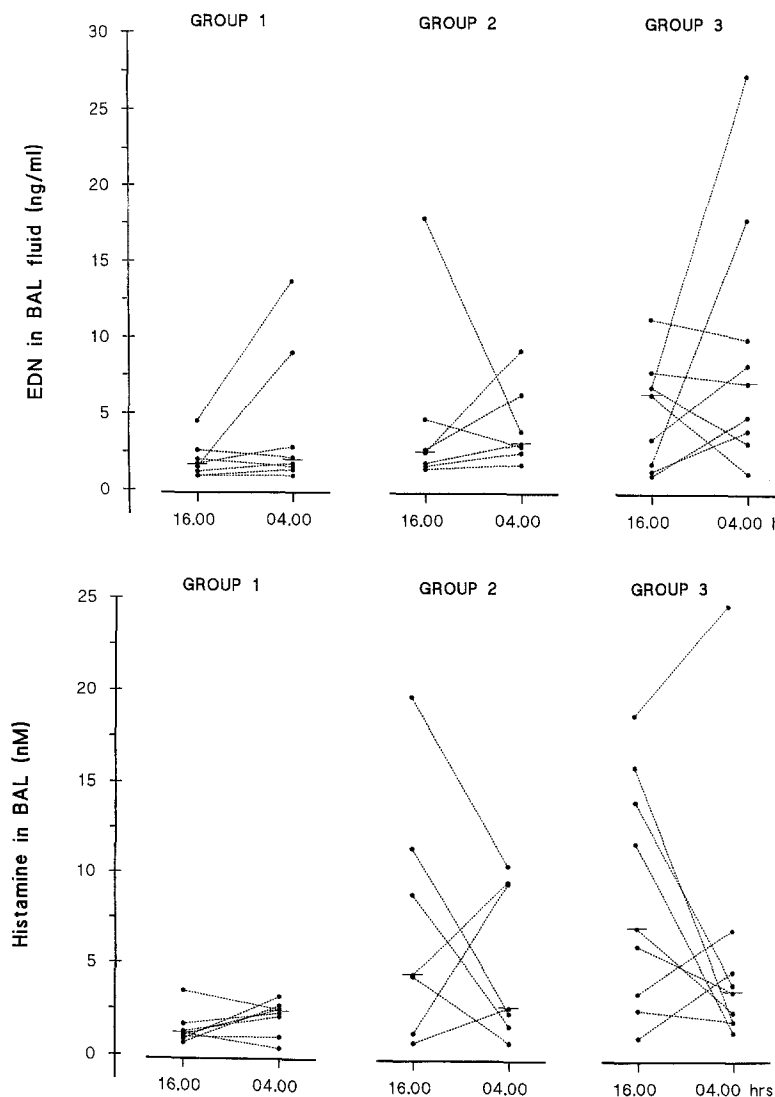 GROUP 1
GROUP 2
GROUP 3
EDN in BAL fluid (ng/ml)
30
25
20
15
10
5
0
16.00
04.00
16.00
04.00
16.00
04.00 h
GROUP 1
GROUP 2
GROUP 3
Histamine in BAL (nM)
25
20
15
10
5
0
16.00
04.00
16.00
04.00
16.00
04.00 hrs